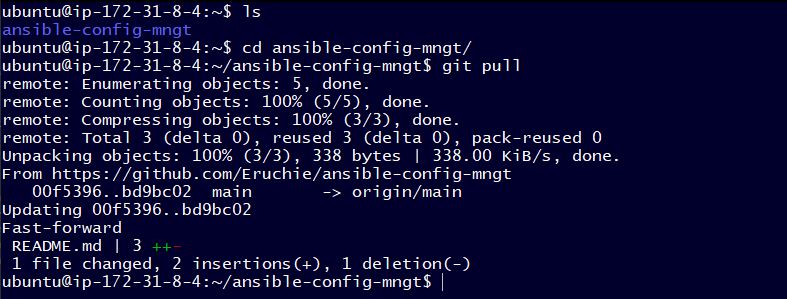 ubuntu@ip-172-31-8-4:~$ ls
ansible-config-mngt
ubuntu@ip-172-31-8-4:~$ cd ansible-config-mngt/
ubuntu@ip-172-31-8-4:~/ansible-config-mngt$ git pull
remote: Enumerating objects: 5, done.
remote: Counting objects: 100% (5/5), done.
remote: Compressing objects: 100% (3/3), done.
remote: Total 3 (delta 0), reused 3 (delta 0), pack-reused 0
Unpacking objects: 100% (3/3), 338 bytes | 338.00 KiB/s, done.
From https://github.com/Eruchie/ansible-config-mngt
   00f5396..bd9bc02  main       -> origin/main
Updating 00f5396..bd9bc02
Fast-forward
 README.md | 3 ++-
 1 file changed, 2 insertions(+), 1 deletion(-)
ubuntu@ip-172-31-8-4:~/ansible-config-mngt$